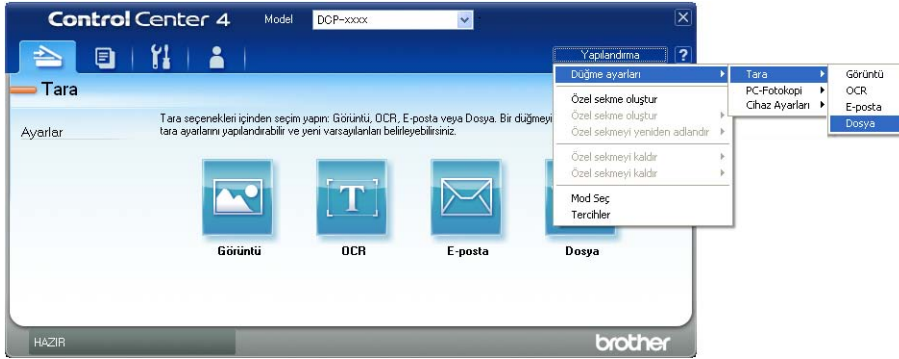 Control Center 4
Model
DCP-xxxx
Yapılandırma
?
Düğme ayarları
Tara
Görüntü
PC-Fotokopi
OCR
Cihaz Ayarları
E-posta
Dosya
Özel sekme oluştur
Özel sekme oluştur
Özel sekmeyi yeniden adlandır
Özel sekmeyi kaldır
Özel sekmeyi kaldır
Mod Seç
Tercihler
Tara
Ayarlar
Tara seçenekleri içinden seçim yapın: Görüntü, OCR, E-posta veya Dosya. Bir düğmeyi
tara ayarlarını yapılandırabilir ve yeni varsayılanları belirleyebilirsiniz.
T
Görüntü
OCR
E-posta
Dosya
HAZIR
brother